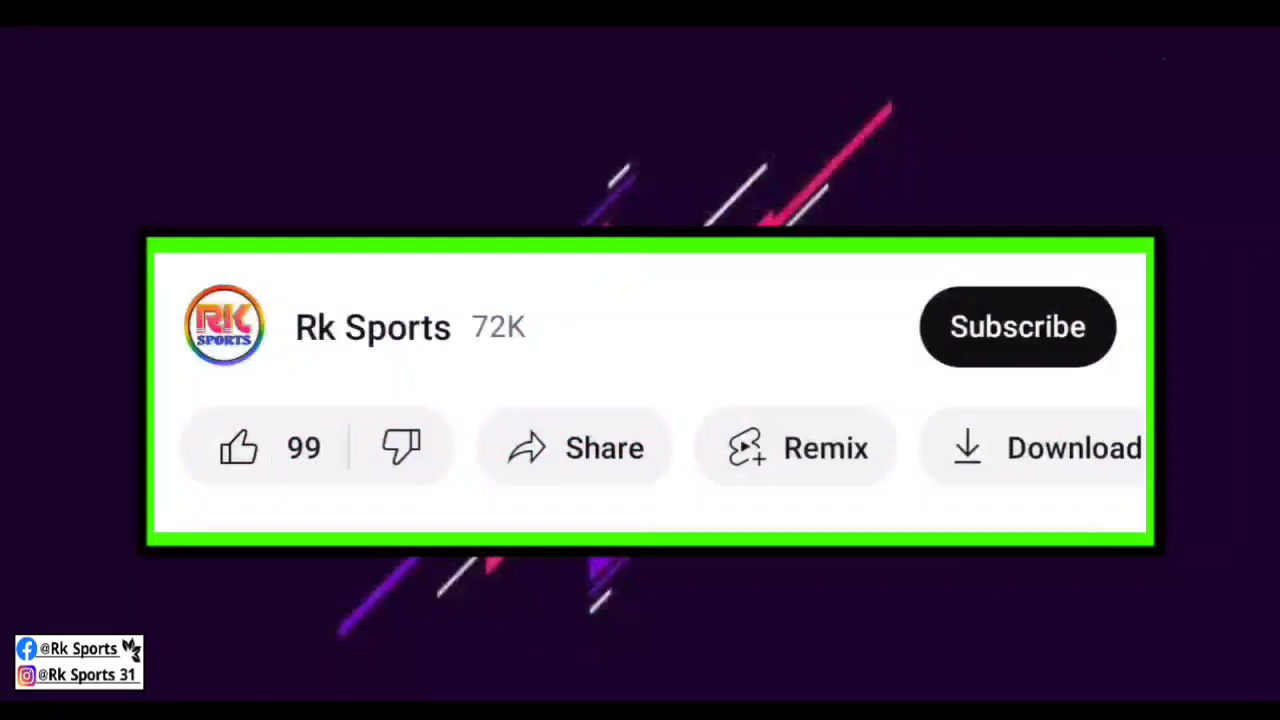 RK
SPORTS
Rk Sports 72K
Subscribe
99 Share Remix Download
@Rk Sports
@Rk Sports 31